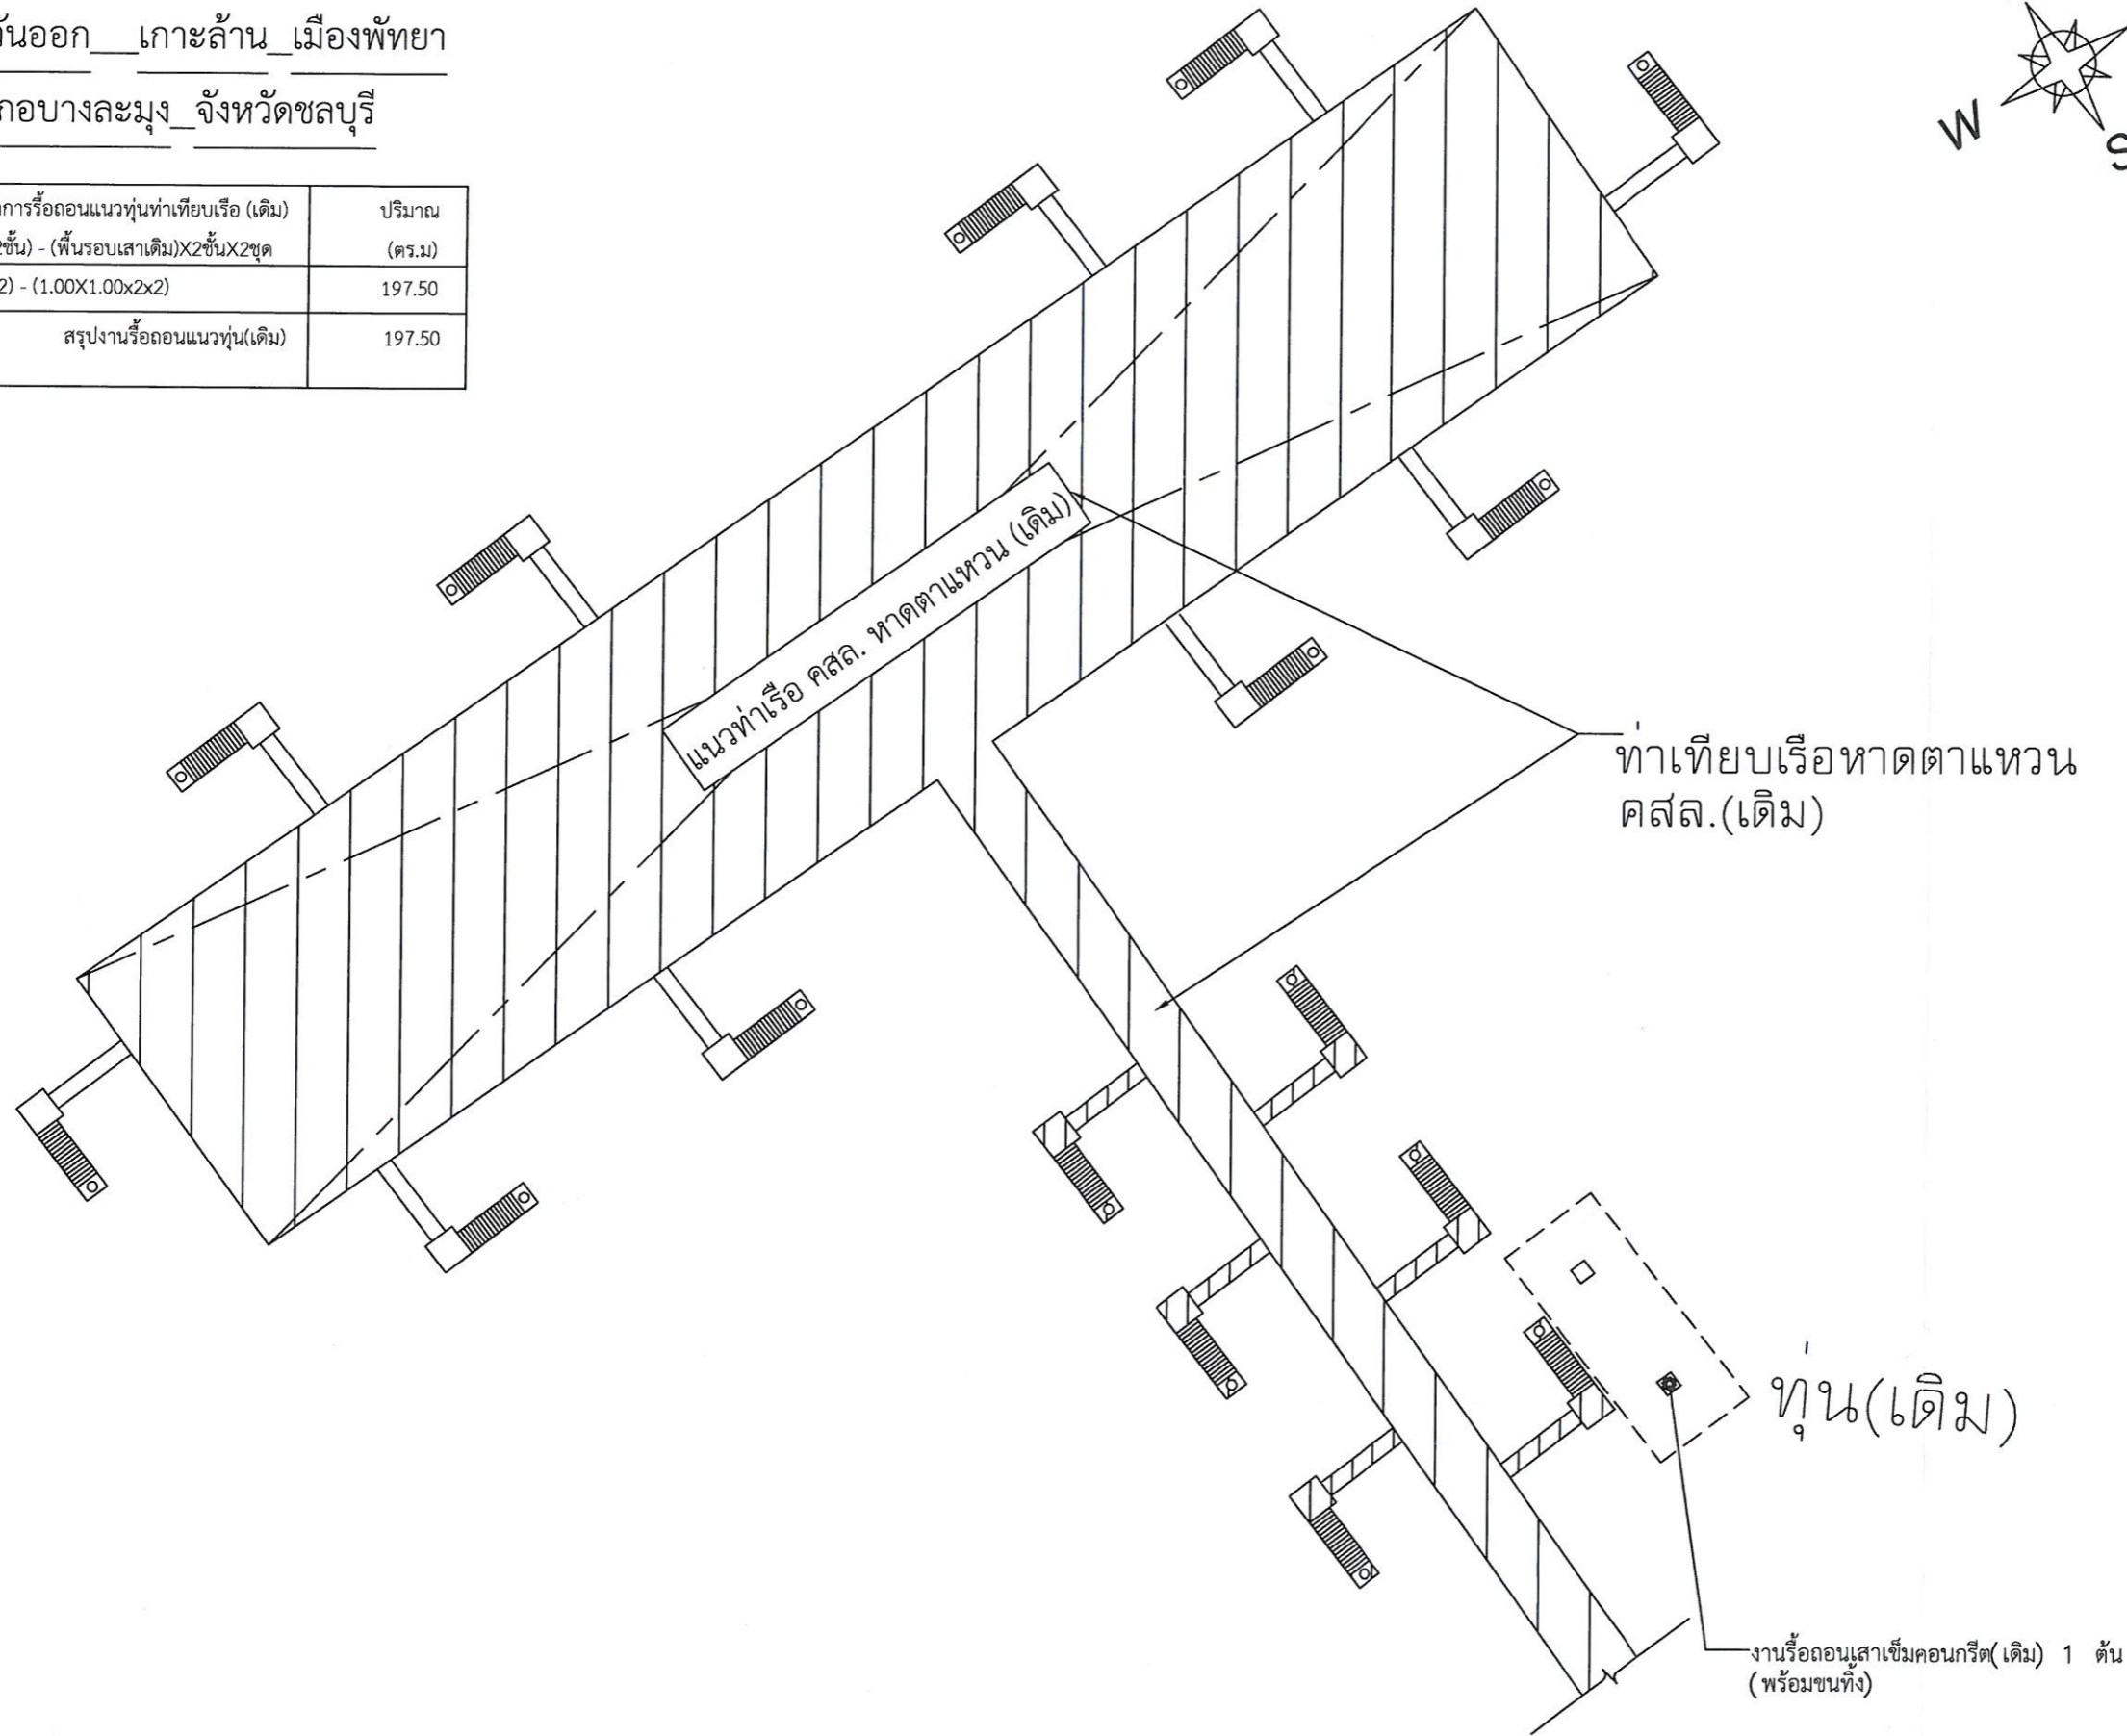 วันออก__เกาะล้าน_เมืองพัทยา
บางละมุง_จังหวัดชลบุรี
การรื้อถอนแนวทุ่นท่าเทียบเรือ (เดิม)
ปริมาณ
2ชั้น) - (พื้นรอบเสาเดิม)X2ชั้นX2ชุด
(ตร.ม)
2) - (1.00X1.00x2x2)
197.50
สรุปงานรื้อถอนแนวทุ่น(เดิม)
197.50
W
S
แนวท่าเรือ คสล. หาดตาแหวน (เดิม)
ท่าเทียบเรือหาดตาแหวน
คสล.(เดิม)
ทุ่น(เดิม)
งานรื้อถอนเสาเข็มคอนกรีต(เดิม) 1 ต้น
(พร้อมขนทิ้ง)